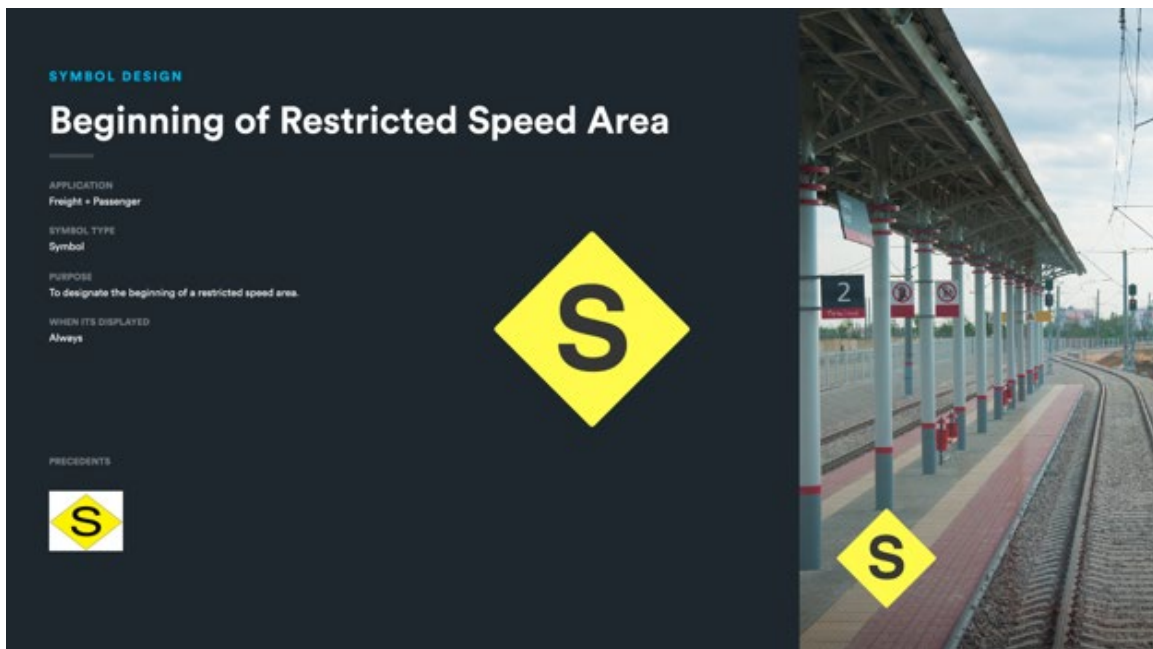 SYMBOL DESIGN
Beginning of Restricted Speed Area
APPLICATION
Freight + Passenger
SYMBOL TYPE
Symbol
PURPOSE
To designate the beginning of a restricted speed area.
WHEN ITS DISPLAYED
Always
S
PRECEDENTS
S
2
S